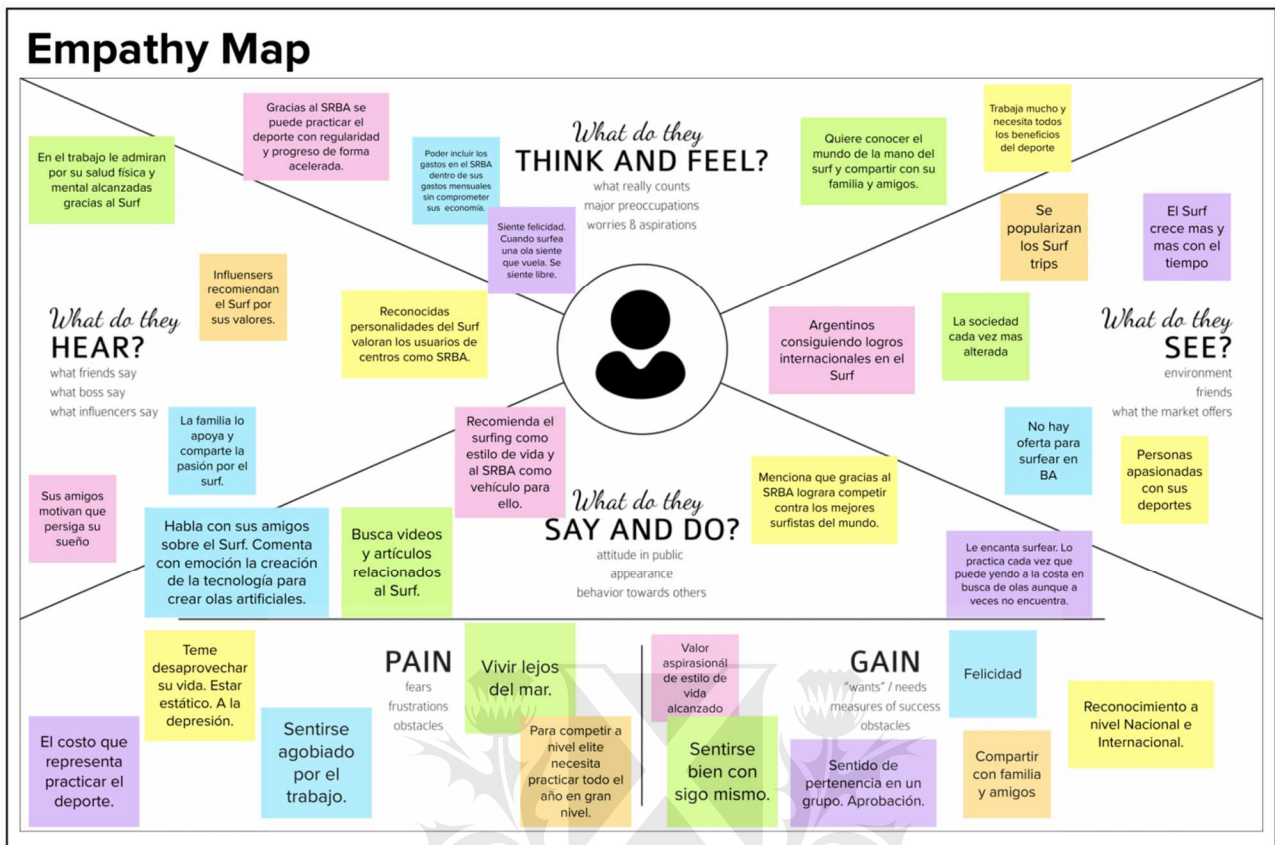 Empathy Map
Gracias al SRBA se
puede practicar el
deporte con regularidad
y progreso de forma
acelerada.
Poder incluir los
gastos en el SRBA
dentro de sus
gastos mensuales
sin comprometer
sus economía.
Siente felicidad.
Cuando surfea
una ola siente
que vuela. Se
siente libre.
What do they
THINK AND FEEL?
what really counts
major preoccupations
worries & aspirations
Quiere conocer el
mundo de la mano del
surf y compartir con su
familia y amigos.
Trabaja mucho y
necesita todos
los beneficios
del deporte
En el trabajo le admiran
por su salud física y
mental alcanzadas
gracias al Surf
Influensers
recomiendan
el Surf por
sus valores.
Reconocidas
personalidades del Surf
valoran los usuarios de
centros como SRBA.
What do they
HEAR?
what friends say
what boss say
what influencers say
La familia lo
apoya y
comparte la
pasión por el
surf.
Sus amigos
motivan que
persiga su
sueño
Se
popularizan
los Surf
trips
El Surf
crece mas y
mas con el
tiempo
Argentinos
consiguiendo logros
internacionales en el
Surf
La sociedad
cada vez mas
alterada
What do they
SEE?
environment
friends
what the market offers
No hay
oferta para
surfear en
BA
Personas
apasionadas
con sus
deportes
Recomienda el
surfing como
estilo de vida y
al SRBA como
vehículo para
ello.
Habla con sus amigos
sobre el Surf. Comenta
con emoción la creación
de la tecnología para
crear olas artificiales.
Busca videos
y artículos
relacionados
al Surf.
What do they
SAY AND DO?
attitude in public
appearance
behavior towards others
Menciona que gracias al
SRBA lograra competir
contra los mejores
surfistas del mundo.
Le encanta surfear. Lo
practica cada vez que
puede yendo a la costa en
busca de olas aunque a
veces no encuentra.
Teme
desaprovechar
su vida. Estar
estático. A la
depresión.
El costo que
representa
practicar el
deporte.
Sentirse
agobiado
por el
trabajo.
PAIN
fears
frustrations
obstacles
Vivir lejos
del mar.
Para competir a
nivel elite
necesita
practicar todo el
año en gran
nivel.
Valor
aspirasionál
de estilo de
vida
alcanzado
Sentirse
bien con
sigo mismo.
GAIN
"wants" / needs
measures of success
obstacles
Sentido de
pertenencia en un
grupo. Aprobación.
Felicidad
Compartir
con familia
y amigos
Reconocimiento a
nivel Nacional e
Internacional.